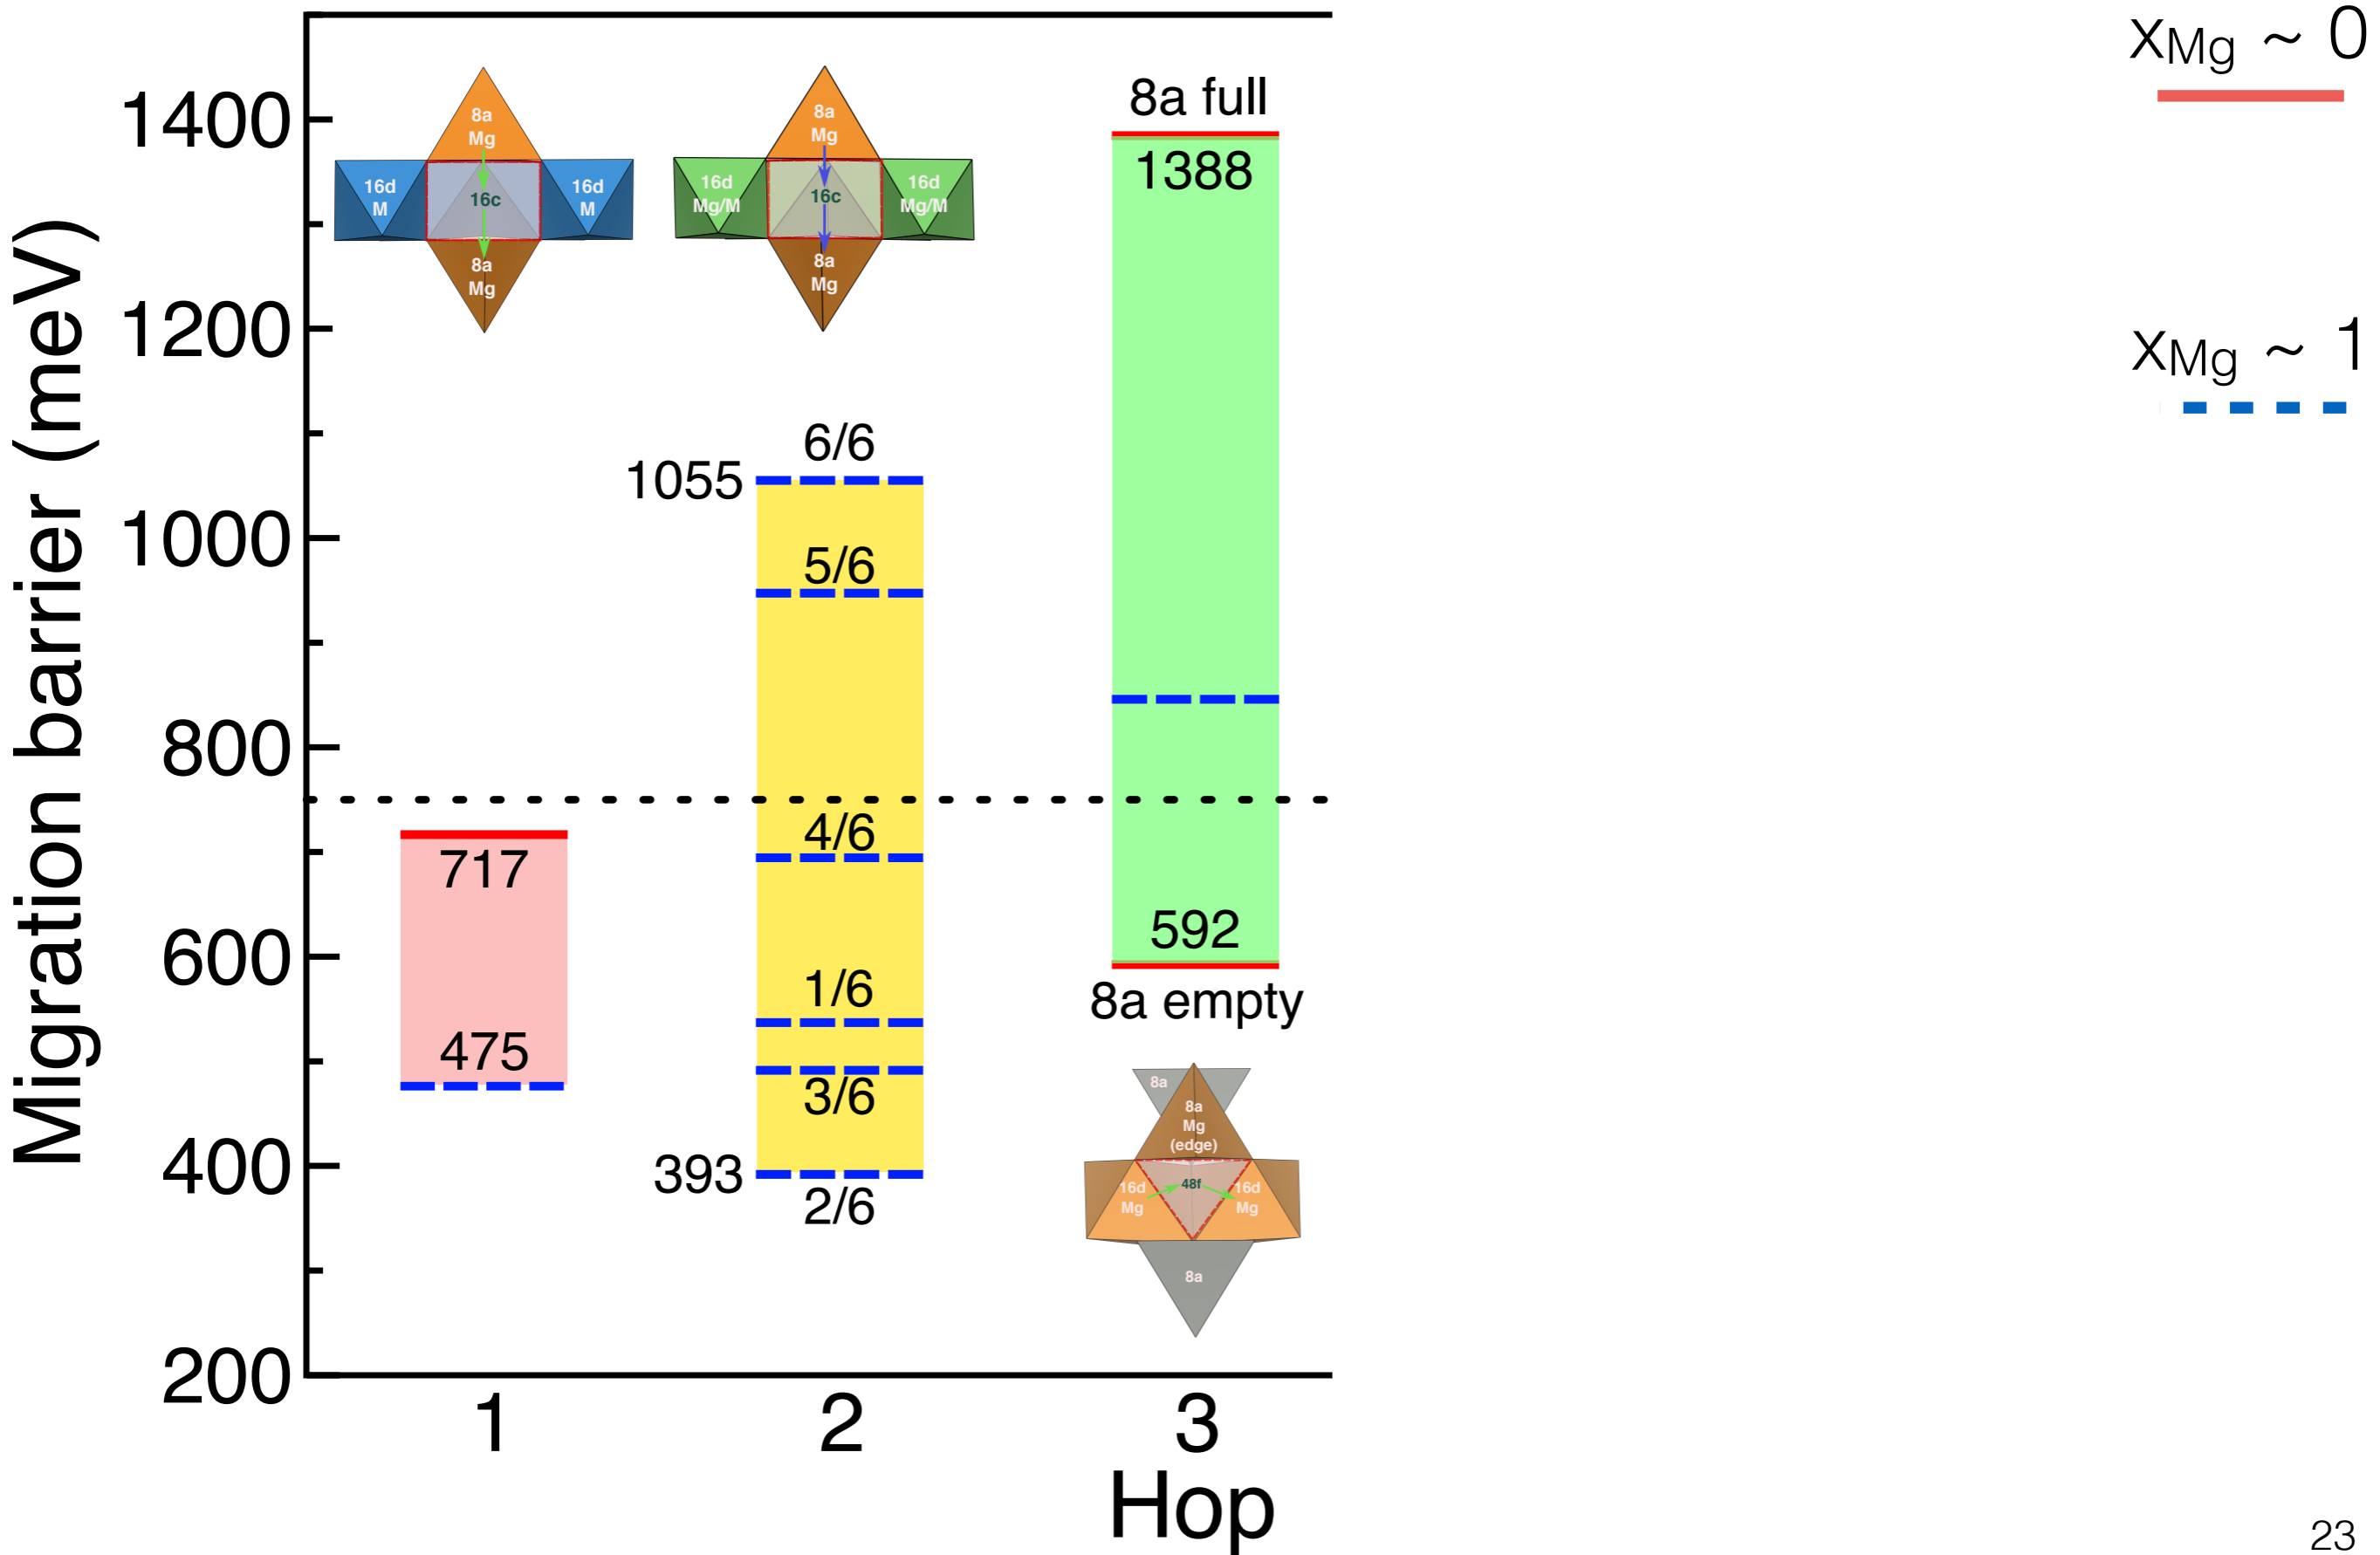 Migration barrier (meV)
1400
1200
1000
800
600
400
200
8a
Mg
16d
M
16c
16d
M
8a
Mg
8a
Mg
16d
Mg/M
16c
16d
Mg/M
8a
Mg
8a full
1388
6/6
1055
5/6
4/6
717
592
1/6
8a empty
475
3/6
393
2/6
8a
8a
Mg
(edge)
16d
Mg
48f
16d
Mg
8a
1
2
3
Hop
xMg ~ 0
xMg ~ 1
23